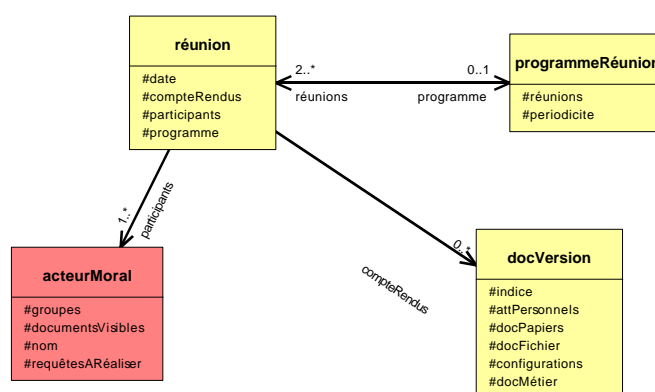 réunion
#date
#compteRendus
#participants
#programme
2..*
0..1
réunions
programme
programmeRéunion
#réunions
#periodicite
1..*
participants
0..*
compteRendus
acteurMoral
#groupes
#documentsVisibles
#nom
#requêtesARéaliser
docVersion
#indice
#attPersonnels
#docPapiers
#docFichier
#configurations
#docMétier